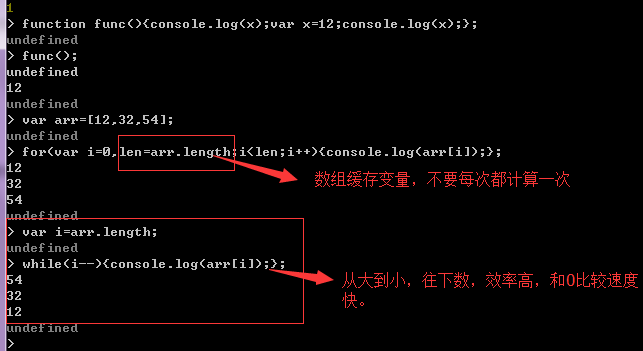 1
> function func(){console.log(x);var x=12;console.log(x);};
undefined
> func();
undefined
12
undefined
> var arr=[12,32,54];
undefined
> for(var i=0,len=arr.length;i<len;i++){console.log(arr[i]);};
12
32
54
undefined
数组缓存变量，不要每次都计算一次
> var i=arr.length;
undefined
> while(i--){console.log(arr[i]);};
54
32
12
undefined
从大到小，往下数，效率高，和0比较速度
快。
>